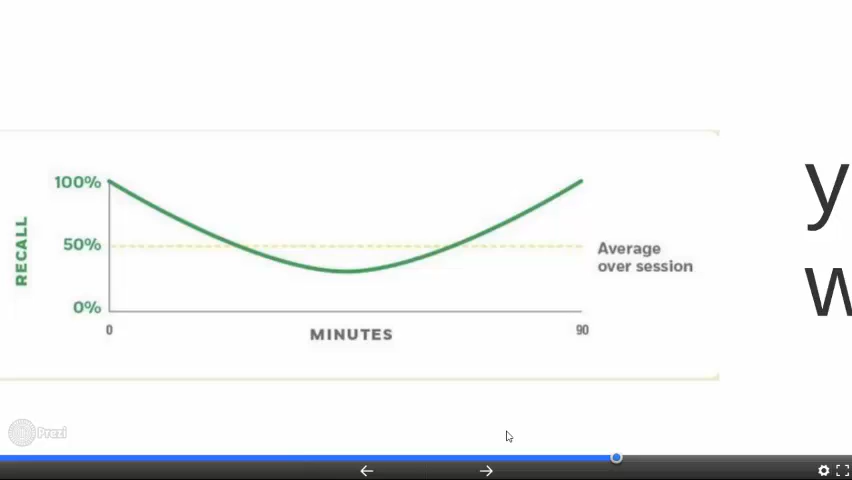 100%
50%
0%
RECALL
Average
over session
0
90
MINUTES
y
w
Prezi